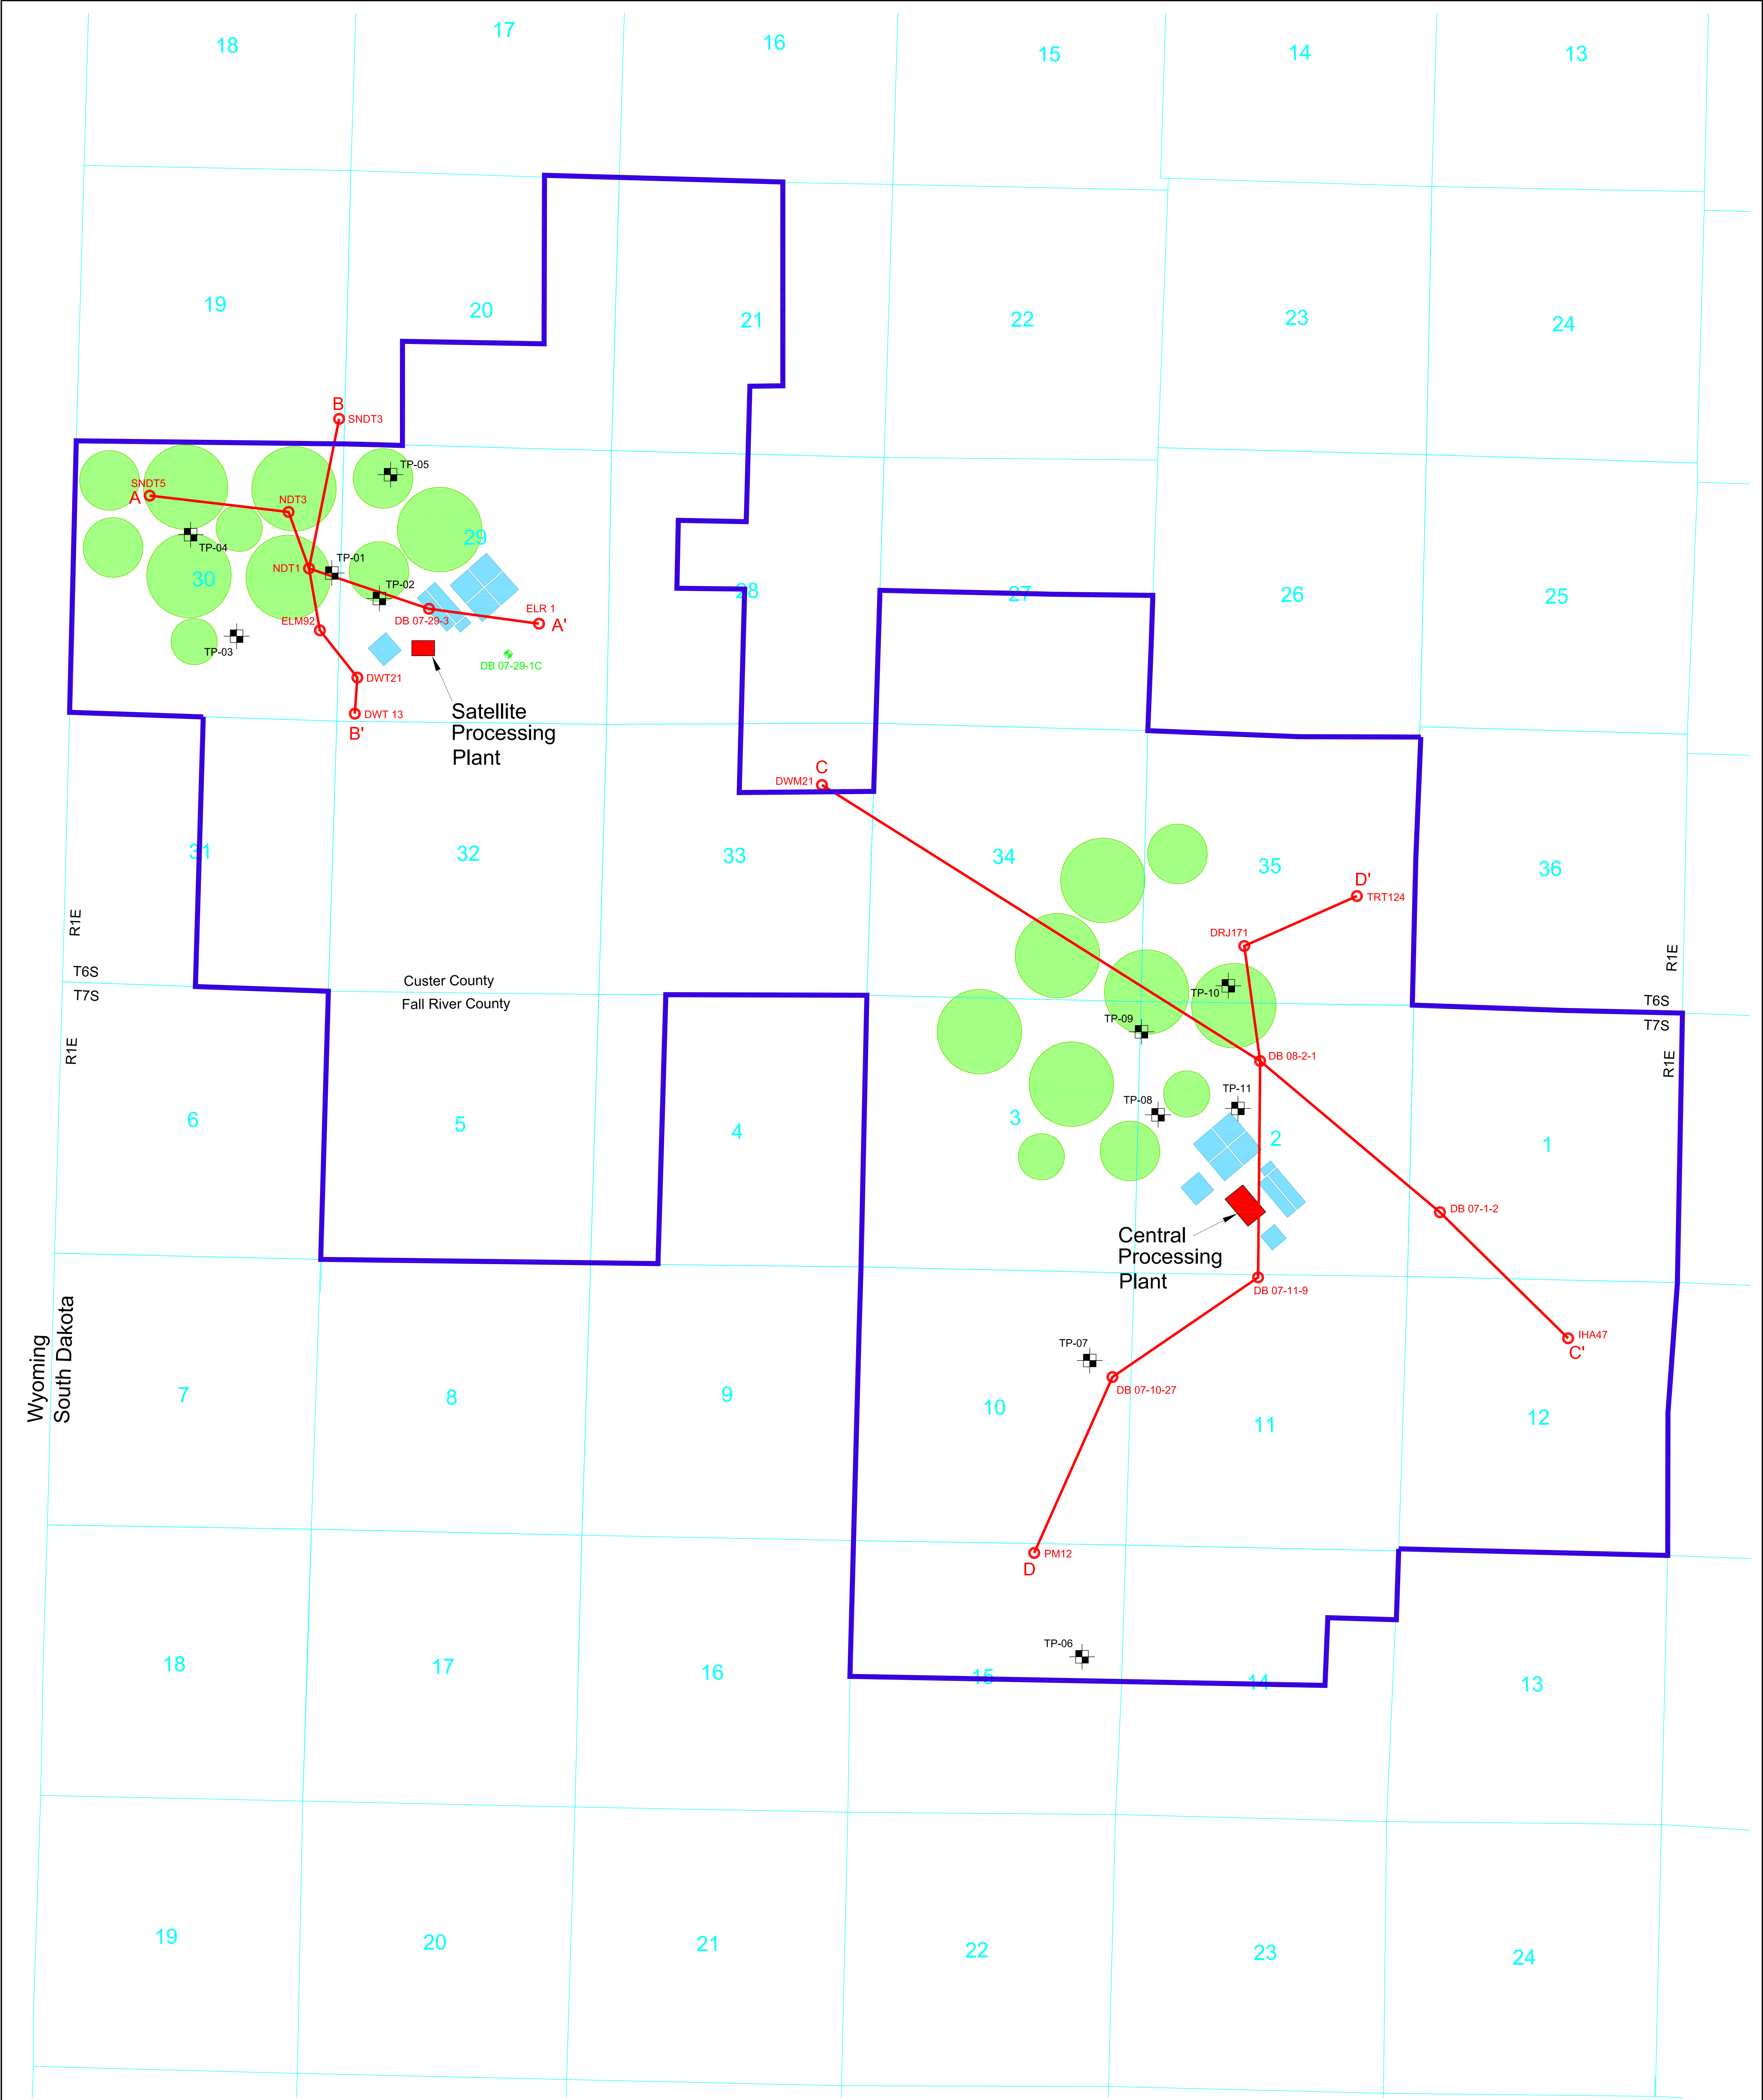 18
17
16
15
14
13
19
20
21
22
23
24
B
SNDT3
TP-05
SNDT5
A
NDT3
TP-04
29
30
NDT1
TP-01
TP-02
28
27
26
25
ELM92
DB 07-29-3
ELR 1
A'
TP-03
DB 07-29-1C
DWT21
DWT 13
B'
Satellite
Processing
Plant
C
DWM21
31
32
33
34
35
36
D'
TRT124
DRJ171
R1E
R1E
T6S
T7S
Custer County
Fall River County
TP-10
T6S
T7S
TP-09
R1E
R1E
DB 08-2-1
TP-08
TP-11
6
5
4
3
2
1
DB 07-1-2
Central
Processing
Plant
DB 07-11-9
Wyoming
South Dakota
TP-07
IHA47
C'
DB 07-10-27
7
8
9
10
11
12
PM12
D
TP-06
18
17
16
15
14
13
19
20
21
22
23
24